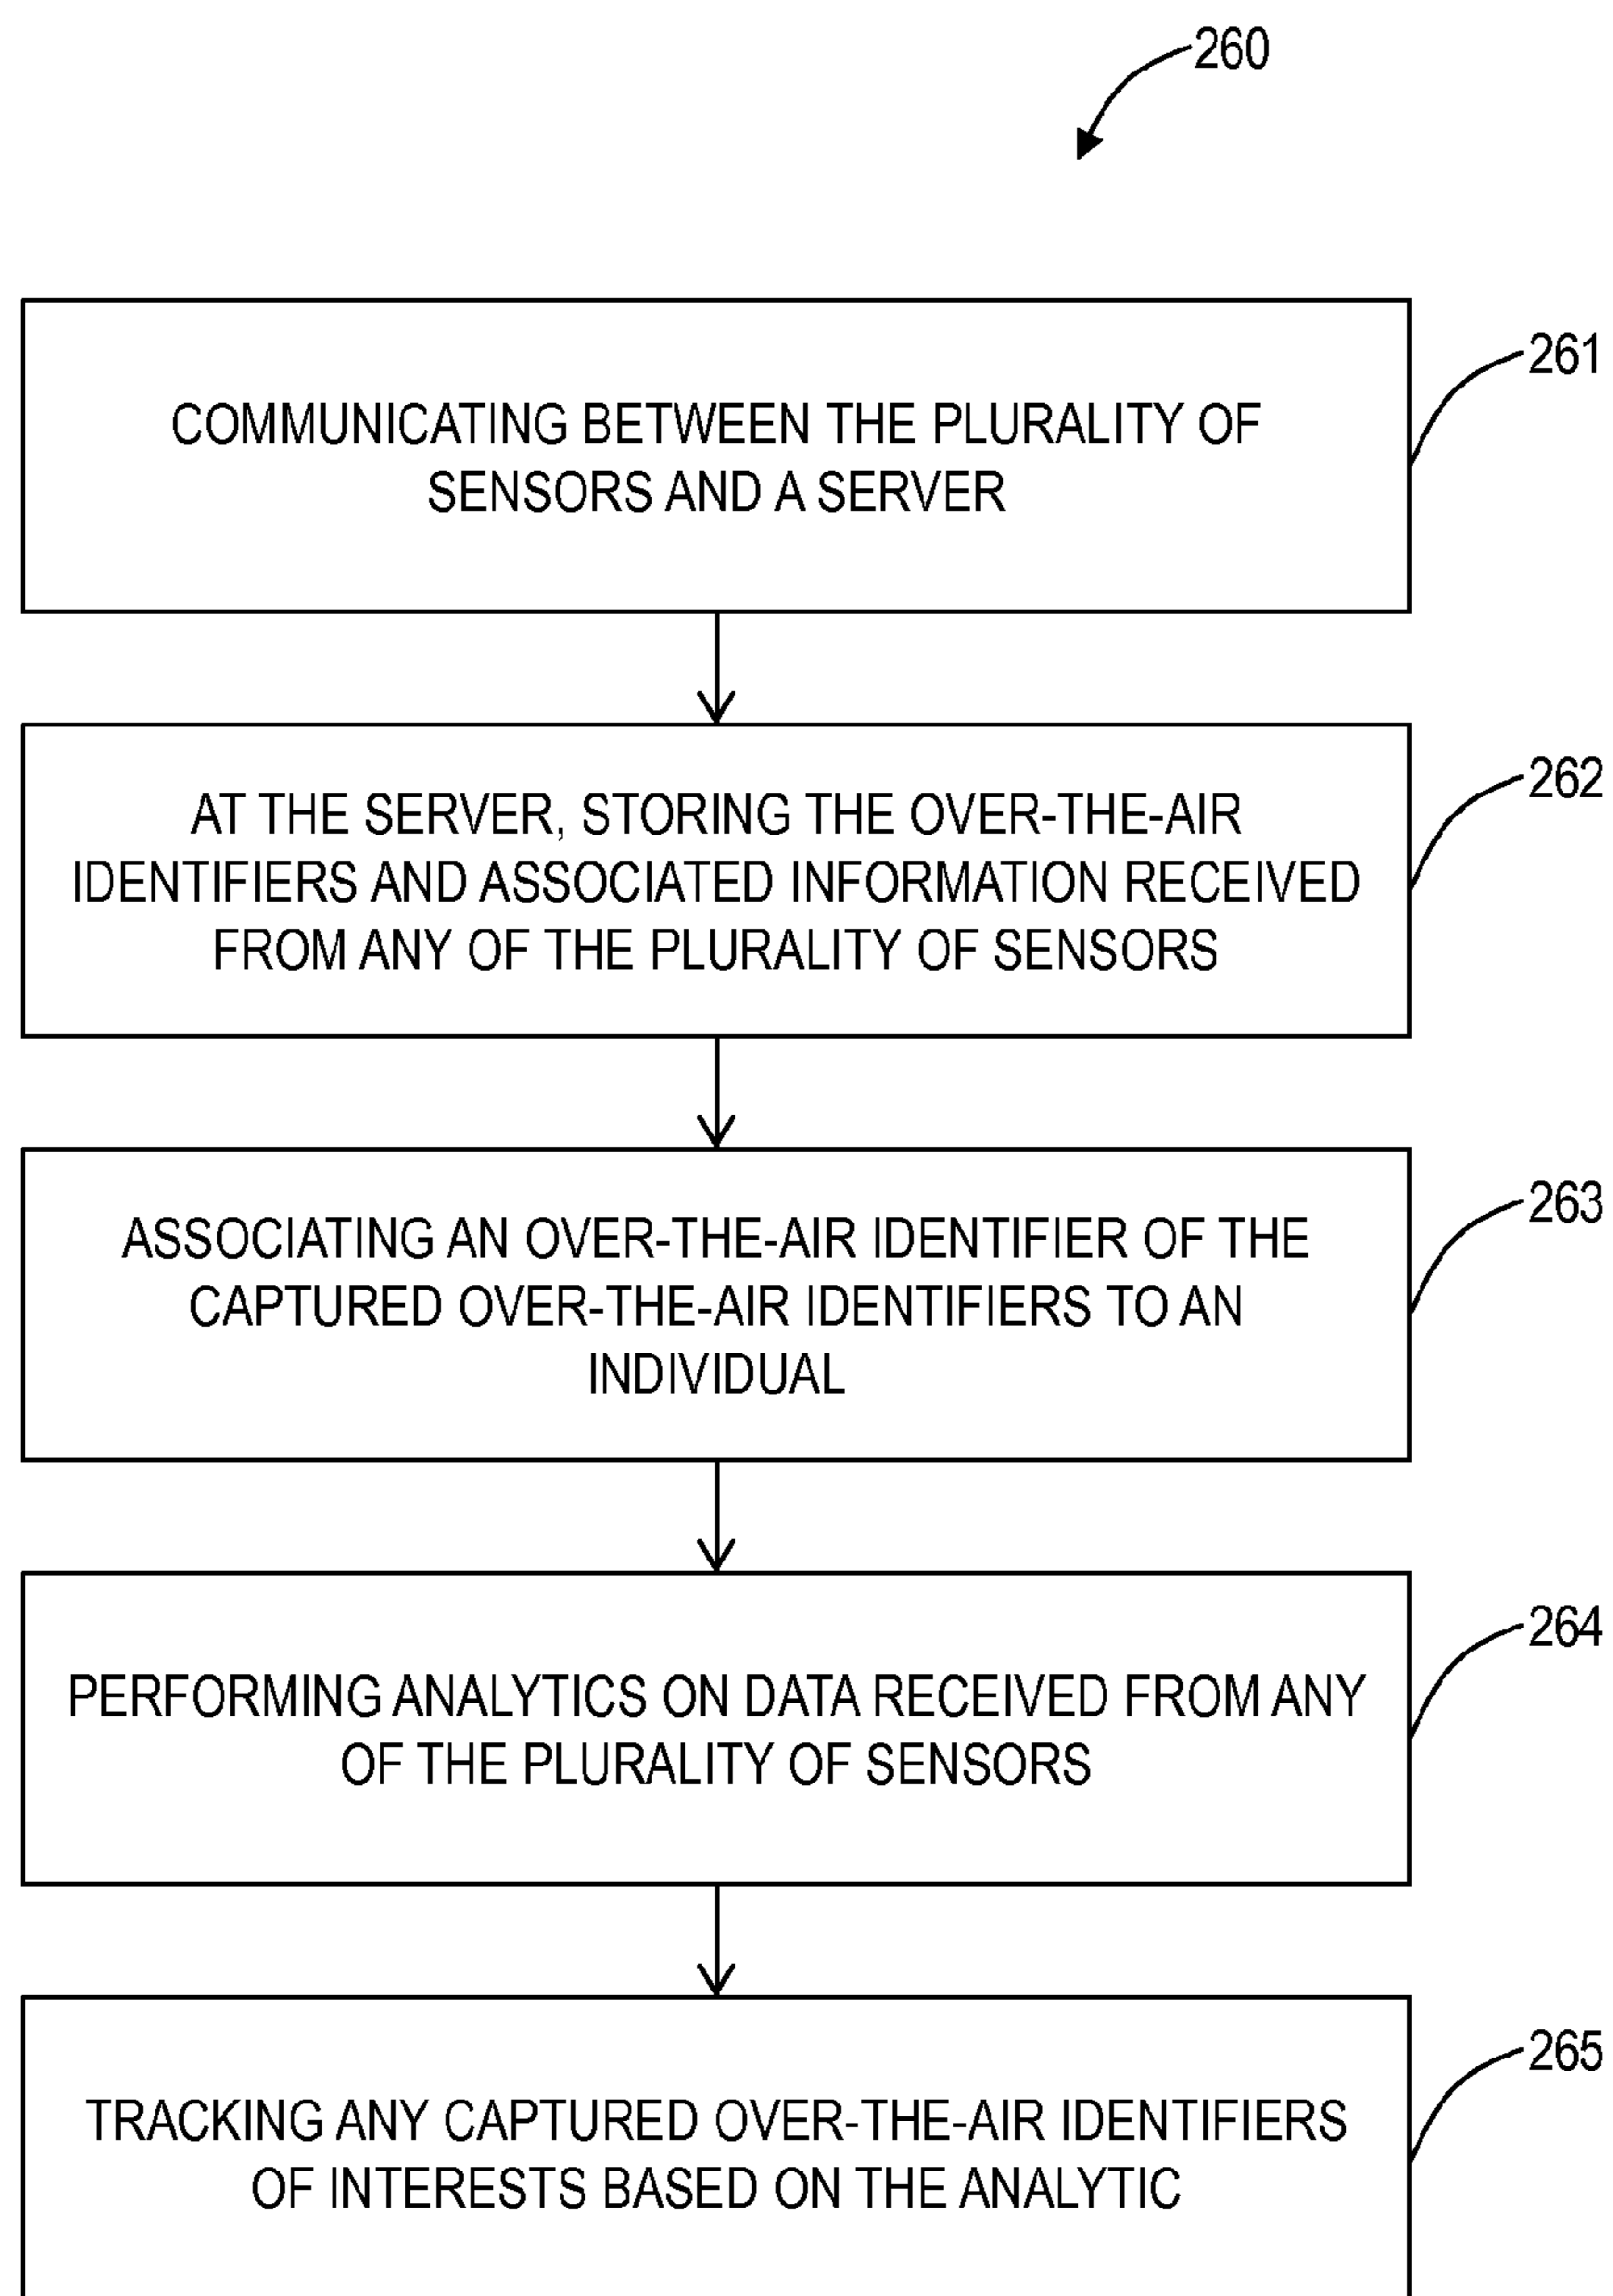 260
261
COMMUNICATING BETWEEN THE PLURALITY OF
SENSORS AND A SERVER
262
AT THE SERVER, STORING THE OVER-THE-AIR
IDENTIFIERS AND ASSOCIATED INFORMATION RECEIVED
FROM ANY OF THE PLURALITY OF SENSORS
263
ASSOCIATING AN OVER-THE-AIR IDENTIFIER OF THE
CAPTURED OVER-THE-AIR IDENTIFIERS TO AN
INDIVIDUAL
264
PERFORMING ANALYTICS ON DATA RECEIVED FROM ANY
OF THE PLURALITY OF SENSORS
265
TRACKING ANY CAPTURED OVER-THE-AIR IDENTIFIERS
OF INTERESTS BASED ON THE ANALYTIC